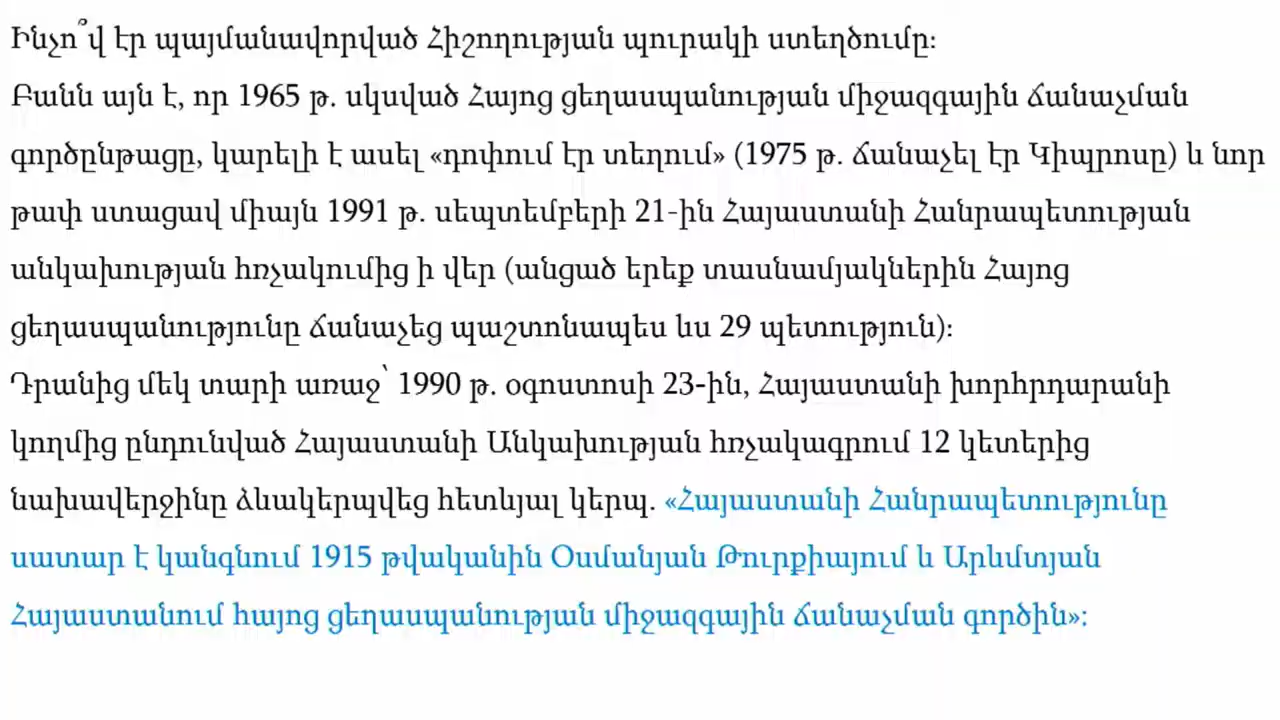 Ինչո՞վ էր պայմանավորված Հիշողության պուրակի ստեղծումը։
Բանն այն է, որ 1965 թ. սկսված Հայոց ցեղասպանության միջազգային ճանաչման
գործընթացը, կարելի է ասել «դոփում էր տեղում» (1975 թ. ճանաչել էր Կիպրոսը) և նոր
թափ ստացավ միայն 1991 թ. սեպտեմբերի 21-ին Հայաստանի Հանրապետության
անկախության հռչակումից ի վեր (անցած երեք տասնամյակներին Հայոց
ցեղասպանությունը ճանաչեց պաշտոնապես ևս 29 պետություն)։
Դրանից մեկ տարի առաջ՝ 1990 թ. օգոստոսի 23-ին, Հայաստանի խորհրդարանի
կողմից ընդունված Հայաստանի Անկախության հռչակագրում 12 կետերից
նախավերջինը ձևակերպվեց հետևյալ կերպ. «Հայաստանի Հանրապետությունը
սատար է կանգնում 1915 թվականին Օսմանյան Թուրքիայում և Արևմտյան
Հայաստանում հայոց ցեղասպանության միջազգային ճանաչման գործին»։